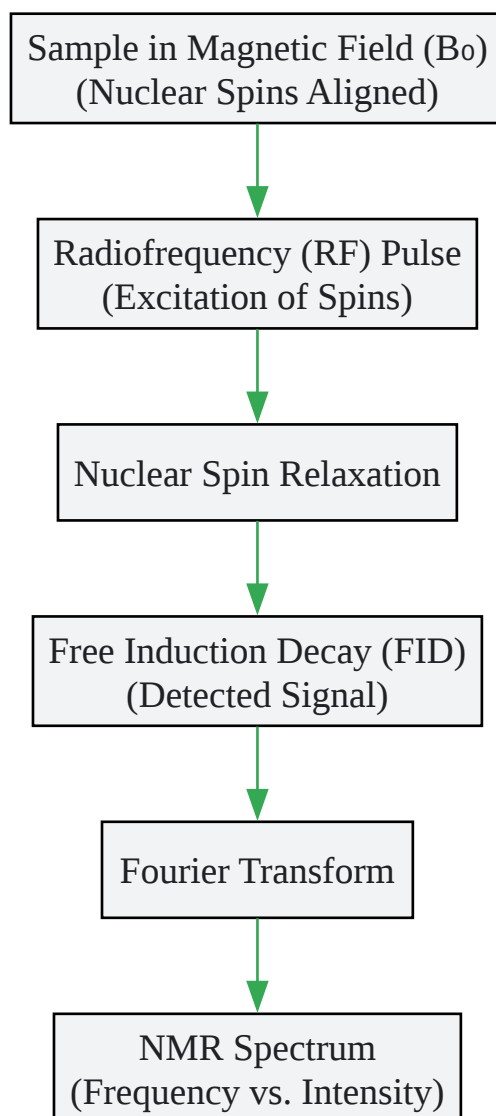 Sample in Magnetic Field (B₀)
(Nuclear Spins Aligned)
Radiofrequency (RF) Pulse
(Excitation of Spins)
Nuclear Spin Relaxation
Free Induction Decay (FID)
(Detected Signal)
Fourier Transform
NMR Spectrum
(Frequency vs. Intensity)